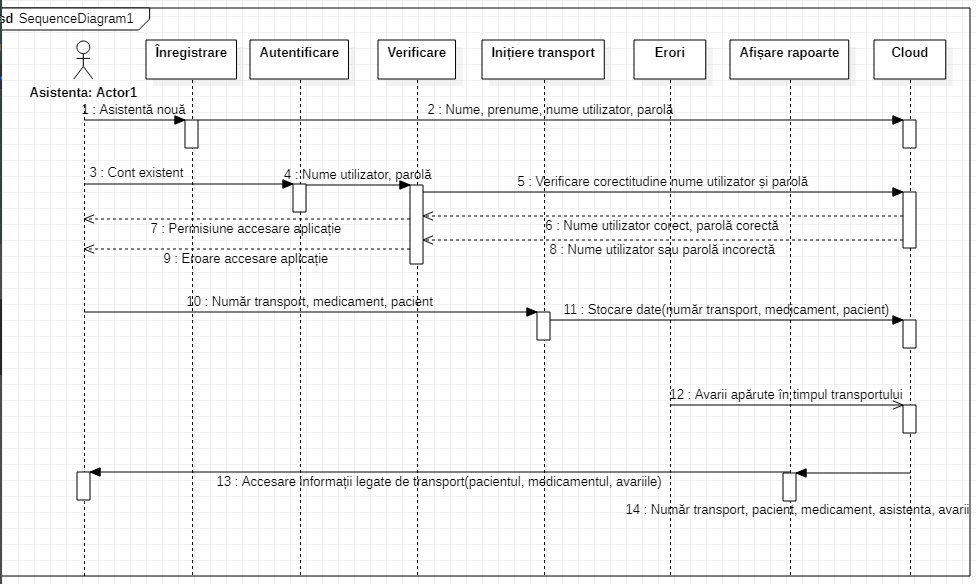 sd SequenceDiagram1
Înregistrare
Autentificare
Verificare
Inițiere transport
Erori
Afișare rapoarte
Cloud
Asistenta: Actor1
1 : Asistentă nouă
2 : Nume, prenume, nume utilizator, parolă
3 : Cont existent
4 : Nume utilizator, parolă
5 : Verificare corectitudine nume utilizator și parolă
6 : Nume utilizator corect, parolă corectă
7 : Permisiune accesare aplicație
8 : Nume utilizator sau parolă incorectă
9 : Eroare accesare aplicație
10 : Număr transport, medicament, pacient
11 : Stocare date(număr transport, medicament, pacient)
12 : Avarii apărute în timpul transportului
13 : Accesare informații legate de transport(pacientul, medicamentul, avariile)
14 : Număr transport, pacient, medicament, asistenta, avarii